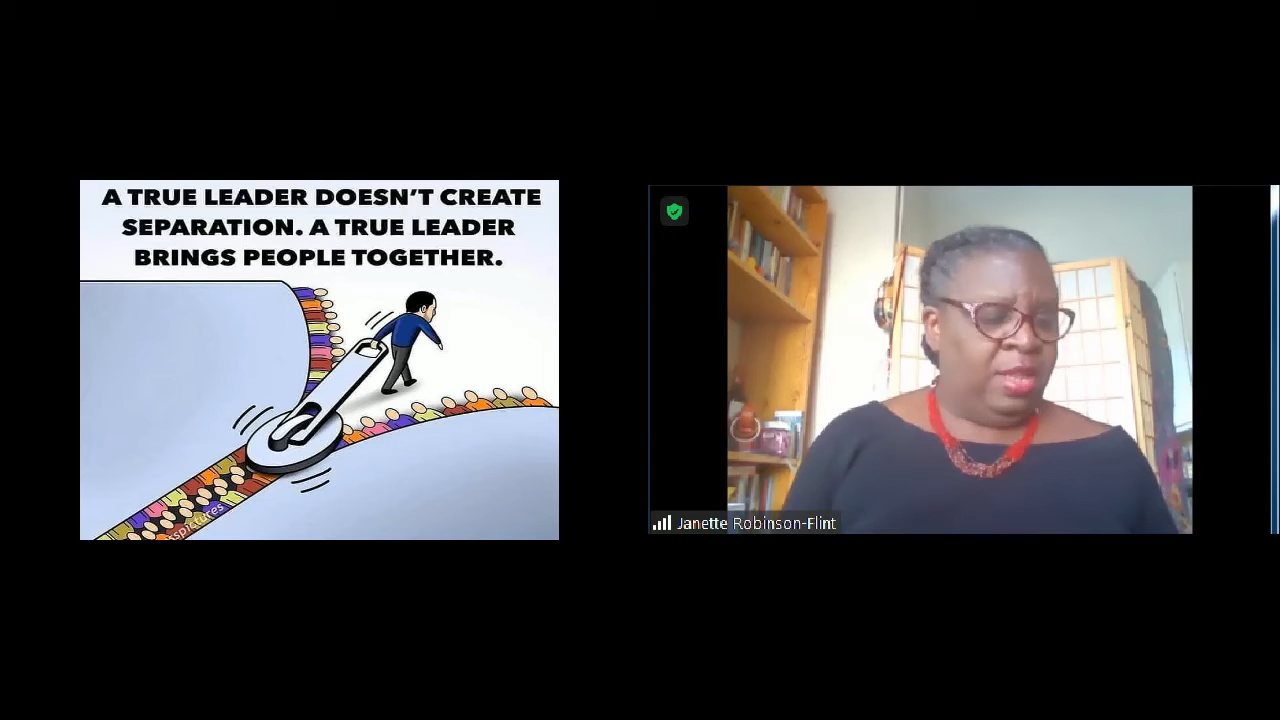 A TRUE LEADER DOESN'T CREATE
SEPARATION. A TRUE LEADER
BRINGS PEOPLE TOGETHER.
Janette Robinson-Flint